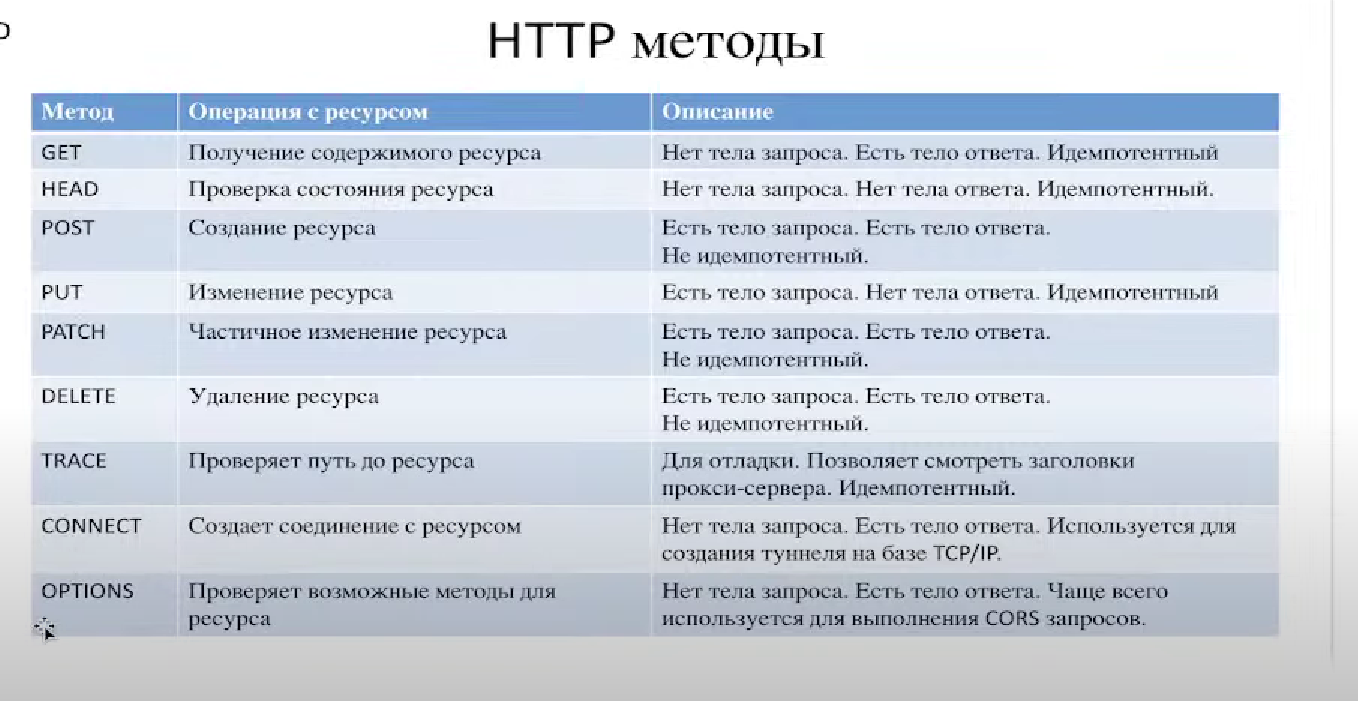 HTTP методы
Метод Операция с ресурсом Описание
GET Получение содержимого ресурса Нет тела запроса. Есть тело ответа. Идемпотентный
HEAD Проверка состояния ресурса Нет тела запроса. Нет тела ответа. Идемпотентный.
POST Создание ресурса Есть тело запроса. Есть тело ответа.
Не идемпотентный.
PUT Изменение ресурса Есть тело запроса. Нет тела ответа. Идемпотентный
PATCH Частичное изменение ресурса Есть тело запроса. Есть тело ответа.
Не идемпотентный.
DELETE Удаление ресурса Есть тело запроса. Есть тело ответа.
Не идемпотентный.
TRACE Проверяет путь до ресурса Для отладки. Позволяет смотреть заголовки
прокси-сервера. Идемпотентный.
CONNECT Создает соединение с ресурсом Нет тела запроса. Есть тело ответа. Используется для
создания туннеля на базе TCP/IP.
OPTIONS Проверяет возможные методы для Нет тела запроса. Есть тело ответа. Чаще всего
ресурса используется для выполнения CORS запросов.